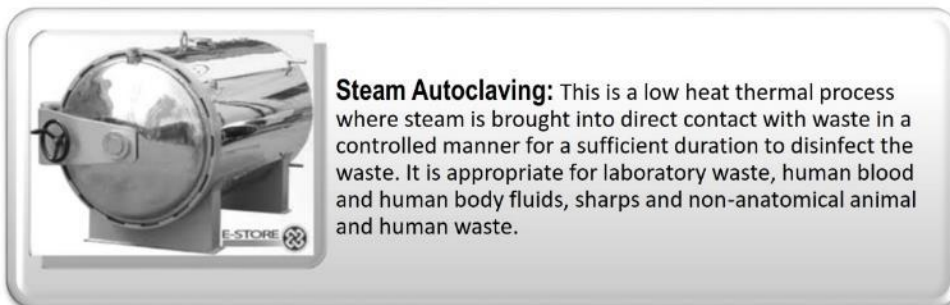 Steam Autoclaving: This is a low heat thermal process
where steam is brought into direct contact with waste in a
controlled manner for a sufficient duration to disinfect the
waste. It is appropriate for laboratory waste, human blood
and human body fluids, sharps and non-anatomical animal
and human waste.
E-STORE